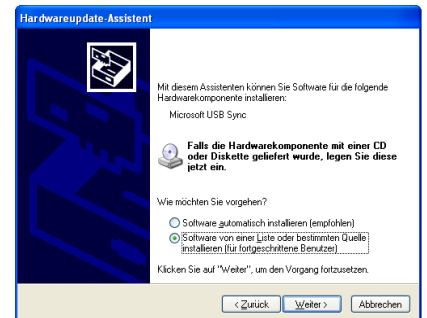 Hardwareupdate-Assistent
Mit diesem Assistenten können Sie Software für die folgende
Hardwarekomponente installieren:
Microsoft USB Sync
Falls die Hardwarekomponente mit einer CD
oder Diskette geliefert wurde, legen Sie diese
jetzt ein.
Wie möchten Sie vorgehen?
Software automatisch installieren (empfohlen)
Software von einer Liste oder bestimmten Quelle
installieren (für fortgeschrittene Benutzer)
Klicken Sie auf "Weiter", um den Vorgang fortzusetzen.
< Zurück Weiter > Abbrechen